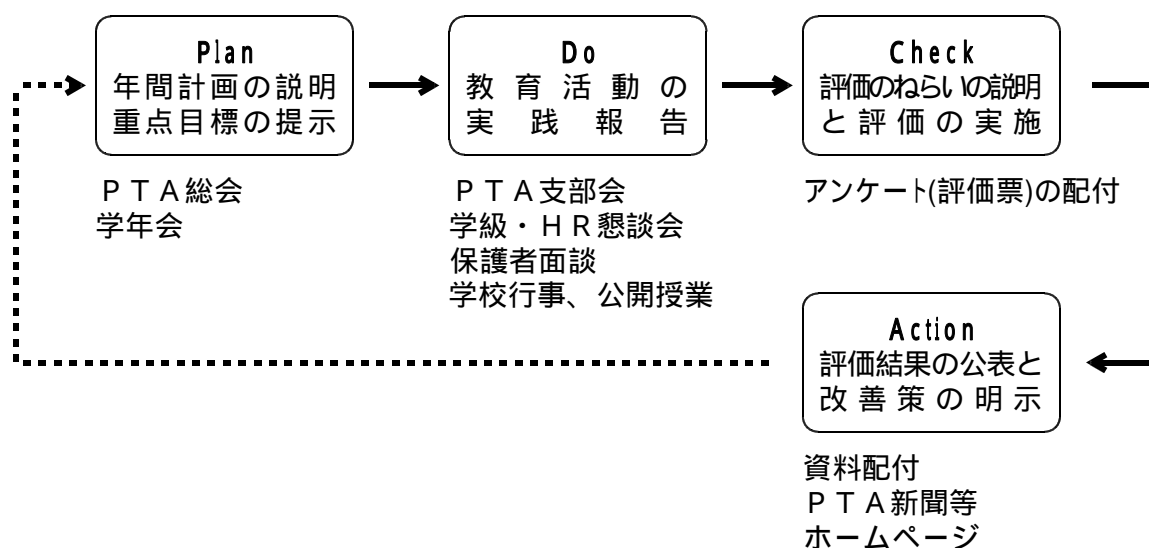 Plan
年間計画の説明
重点目標の提示
ＰＴＡ総会
学年会
Do
教育活動の
実践報告
ＰＴＡ支部会
学級・ＨＲ懇談会
保護者面談
学校行事、公開授業
Check
評価のねらいの説明
と評価の実施
アンケート(評価票)の配付
Action
評価結果の公表と
改善策の明示
資料配付
ＰＴＡ新聞等
ホームページ